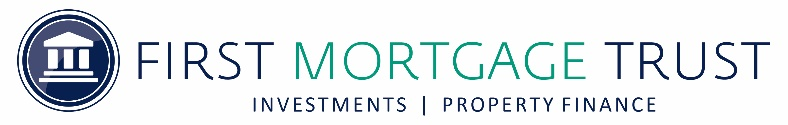 FIRST MORTGAGE TRUST
INVESTMENTS | PROPERTY FINANCE